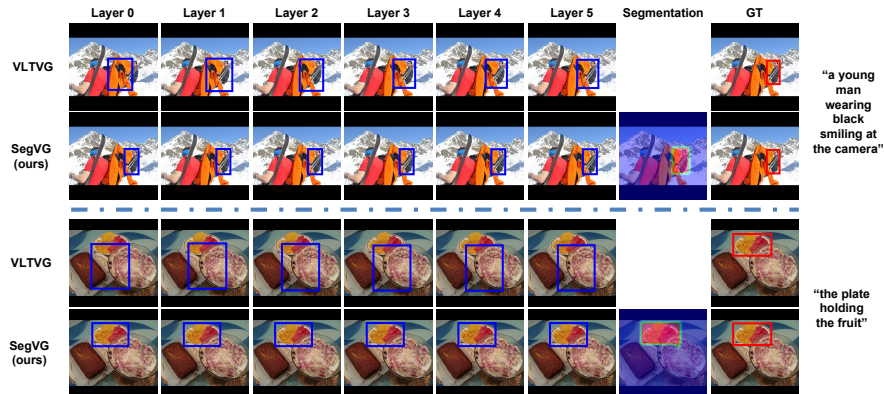 Layer 0 Layer 1 Layer 2 Layer 3 Layer 4 Layer 5 Segmentation GT
VLTVG
SegVG
(ours)
“a young
man
wearing
black
smiling at
the camera”
VLTVG
SegVG
(ours)
“the plate
holding
the fruit”